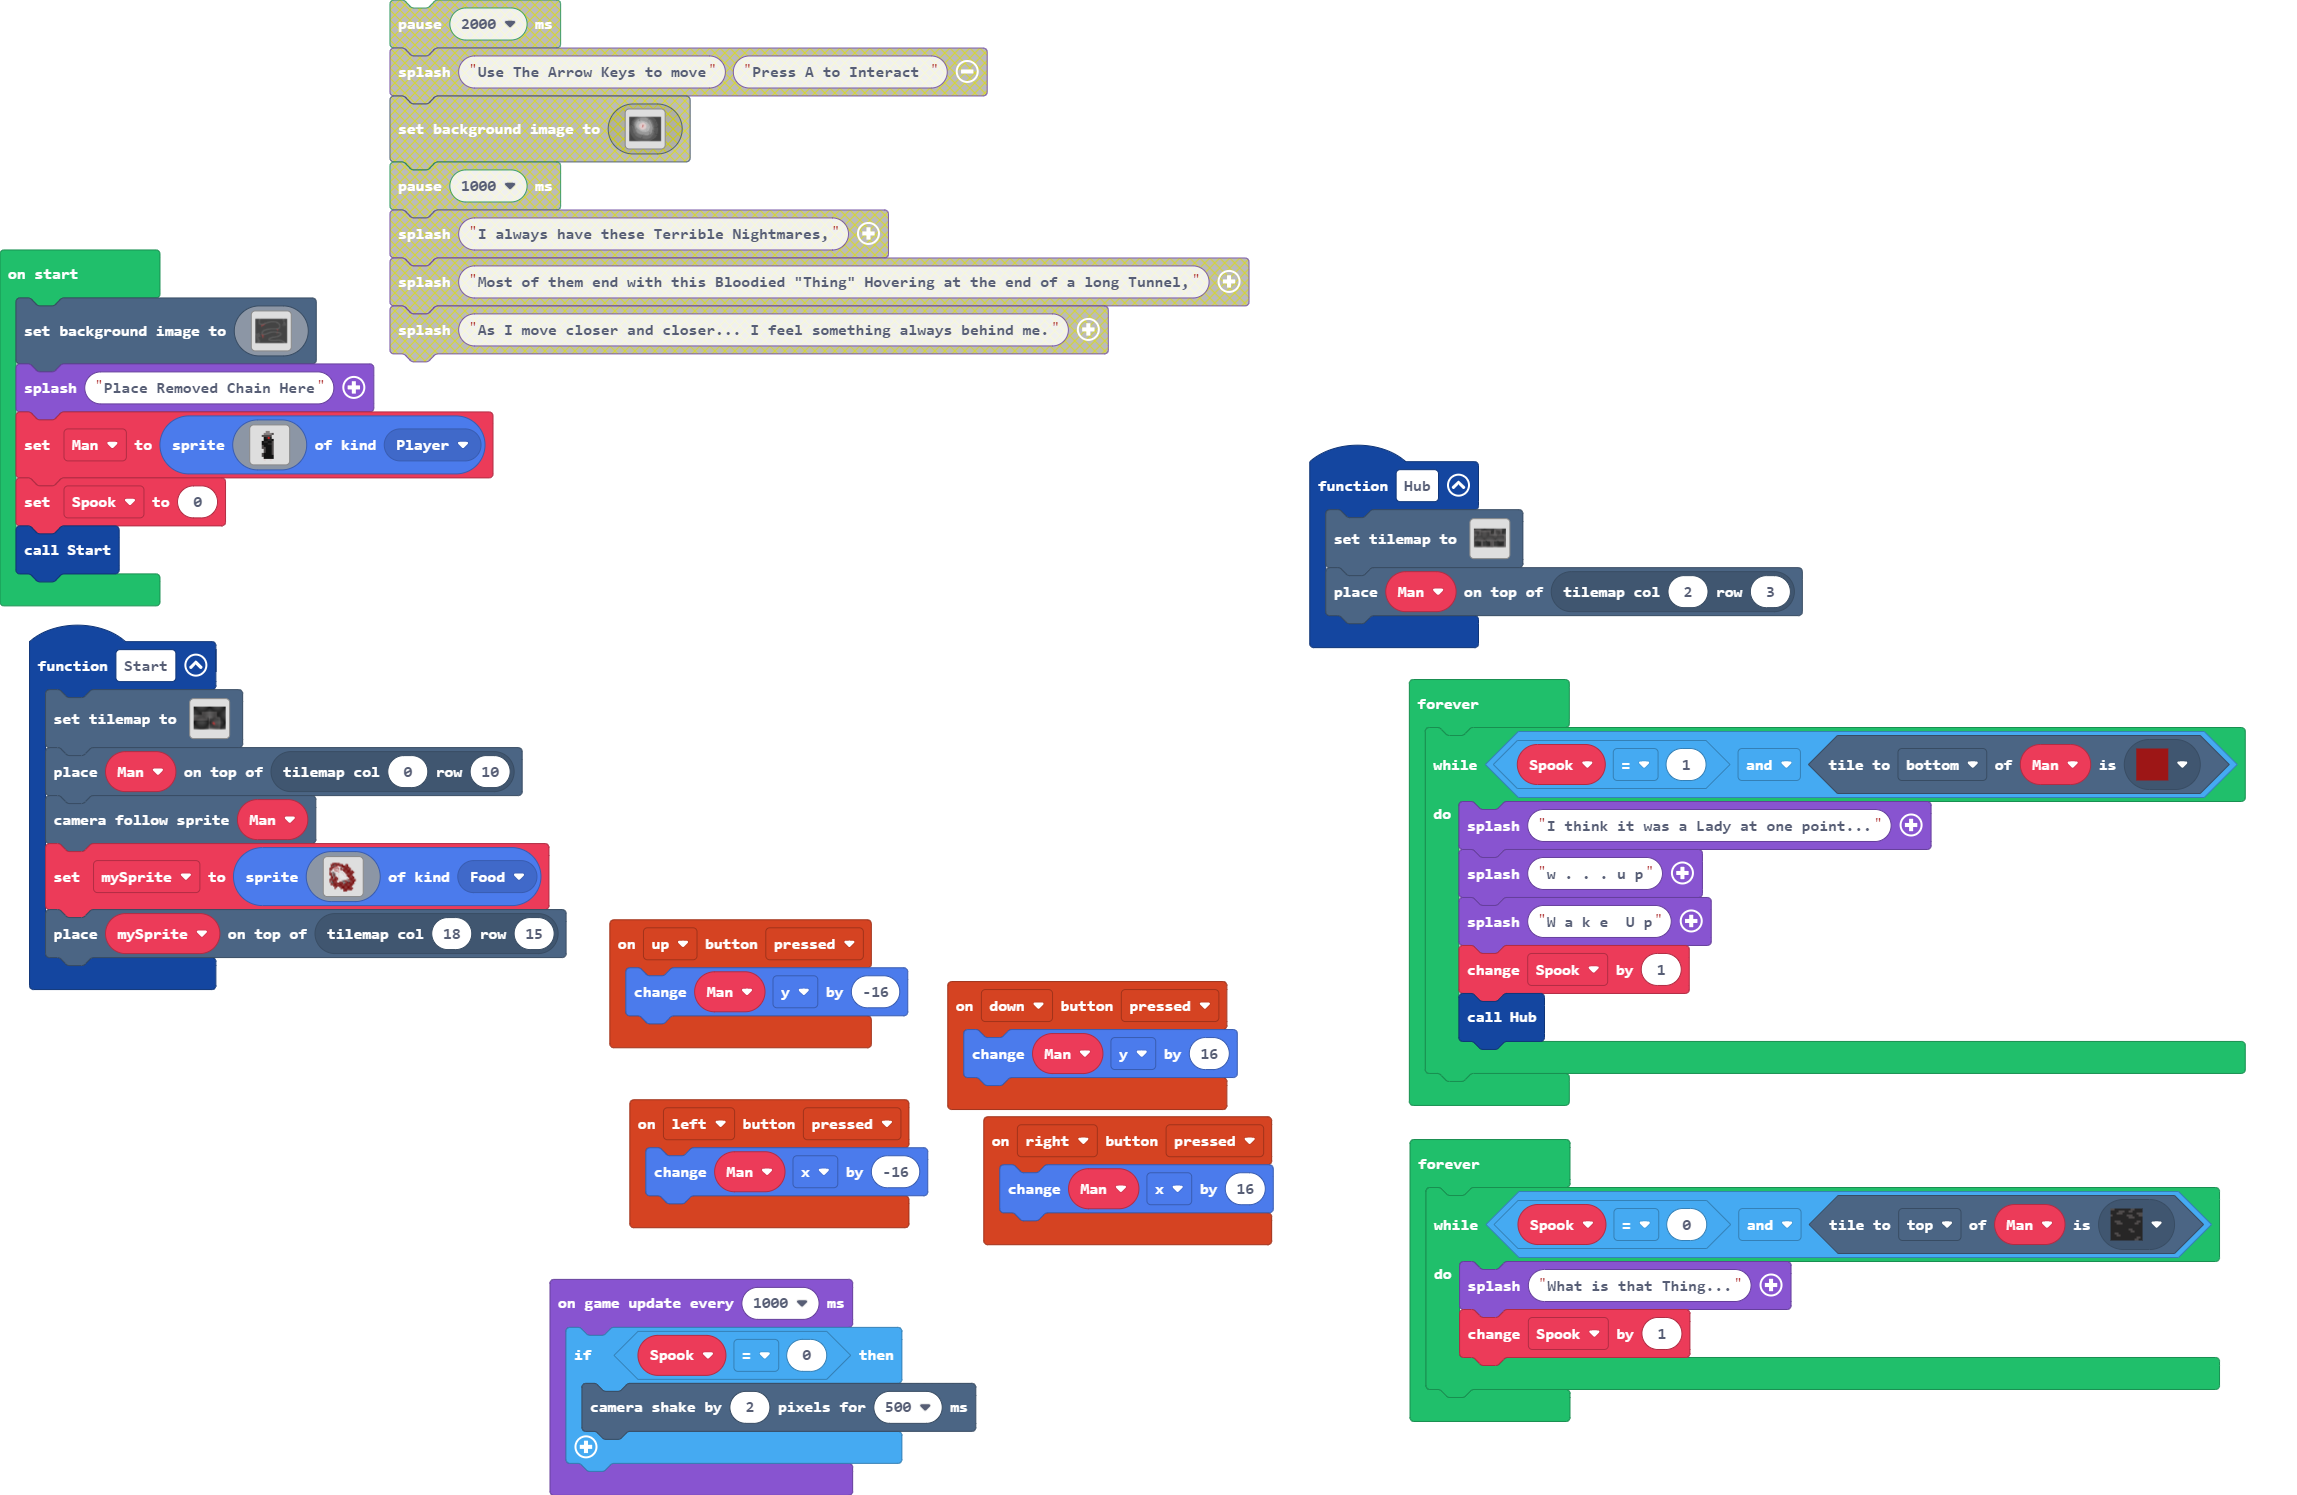 pause 2000 ms
splash "Use The Arrow Keys to move" "Press A to Interact "
set background image to
pause 1000 ms
splash "I always have these Terrible Nightmares,"
splash "Most of them end with this Bloodied "Thing" Hovering at the end of a long Tunnel,"
splash "As I move closer and closer... I feel something always behind me."
on start
set background image to
splash "Place Removed Chain Here"
set Man to sprite of kind Player
set Spook to 0
call Start
function Start
set tilemap to
place Man on top of tilemap col 0 row 10
camera follow sprite Man
set mySprite to sprite of kind Food
place mySprite on top of tilemap col 18 row 15
on up button pressed
change Man y by -16
on down button pressed
change Man y by 16
on left button pressed
change Man x by -16
on right button pressed
change Man x by 16
on game update every 1000 ms
if Spook = 0 then
camera shake by 2 pixels for 500 ms
function Hub
set tilemap to
place Man on top of tilemap col 2 row 3
forever
while Spook = 1 and tile to bottom of Man is
do
splash "I think it was a Lady at one point..."
splash "w . . . u p"
splash "W a k e  U p"
change Spook by 1
call Hub
forever
while Spook = 0 and tile to top of Man is
do
splash "What is that Thing..."
change Spook by 1